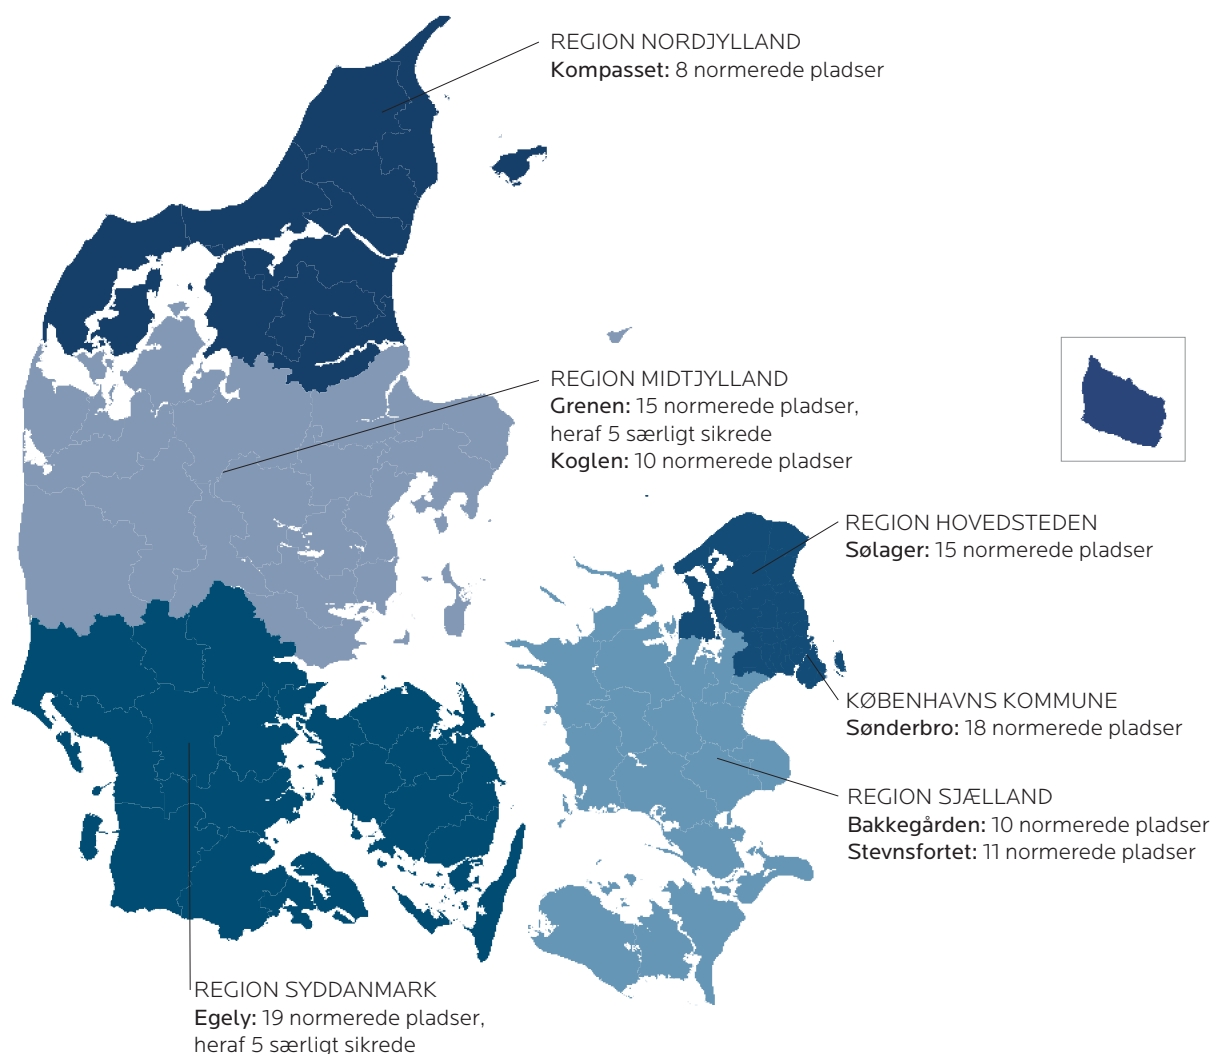 REGION NORDJYLLAND
Kompasset: 8 normerede pladser
REGION MIDTJYLLAND
Grenen: 15 normerede pladser,
heraf 5 særligt sikrede
Koglen: 10 normerede pladser
REGION HOVEDSTEDEN
Sølager: 15 normerede pladser
KØBENHAVNS KOMMUNE
Sønderbro: 18 normerede pladser
REGION SJÆLLAND
Bakkegården: 10 normerede pladser
Stevnsfortet: 11 normerede pladser
REGION SYDDANMARK
Egely: 19 normerede pladser,
heraf 5 særligt sikrede